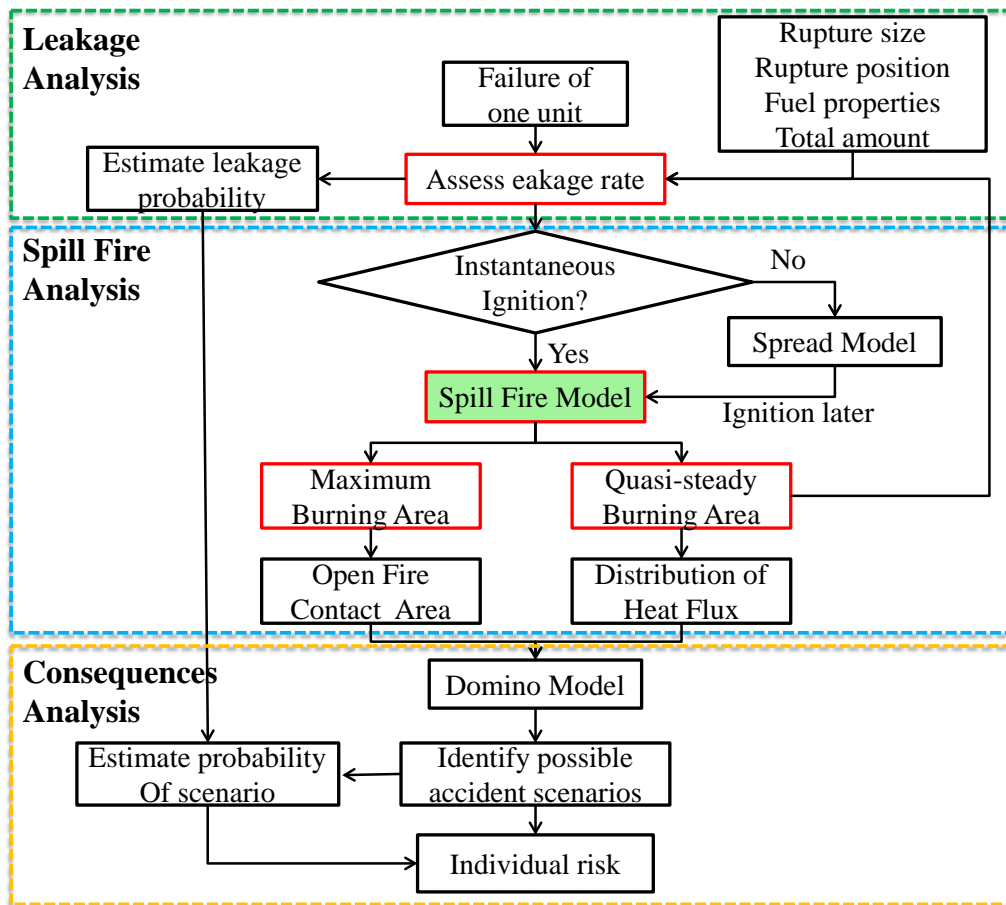 Leakage
Analysis
Failure of
one unit
Rupture size
Rupture position
Fuel properties
Total amount
Estimate leakage
probability
Assess eakage rate
Spill Fire
Analysis
Instantaneous
Ignition?
No
Yes
Spread Model
Spill Fire Model
Ignition later
Maximum
Burning Area
Quasi-steady
Burning Area
Open Fire
Contact Area
Distribution of
Heat Flux
Consequences
Analysis
Domino Model
Estimate probability
Of scenario
Identify possible
accident scenarios
Individual risk